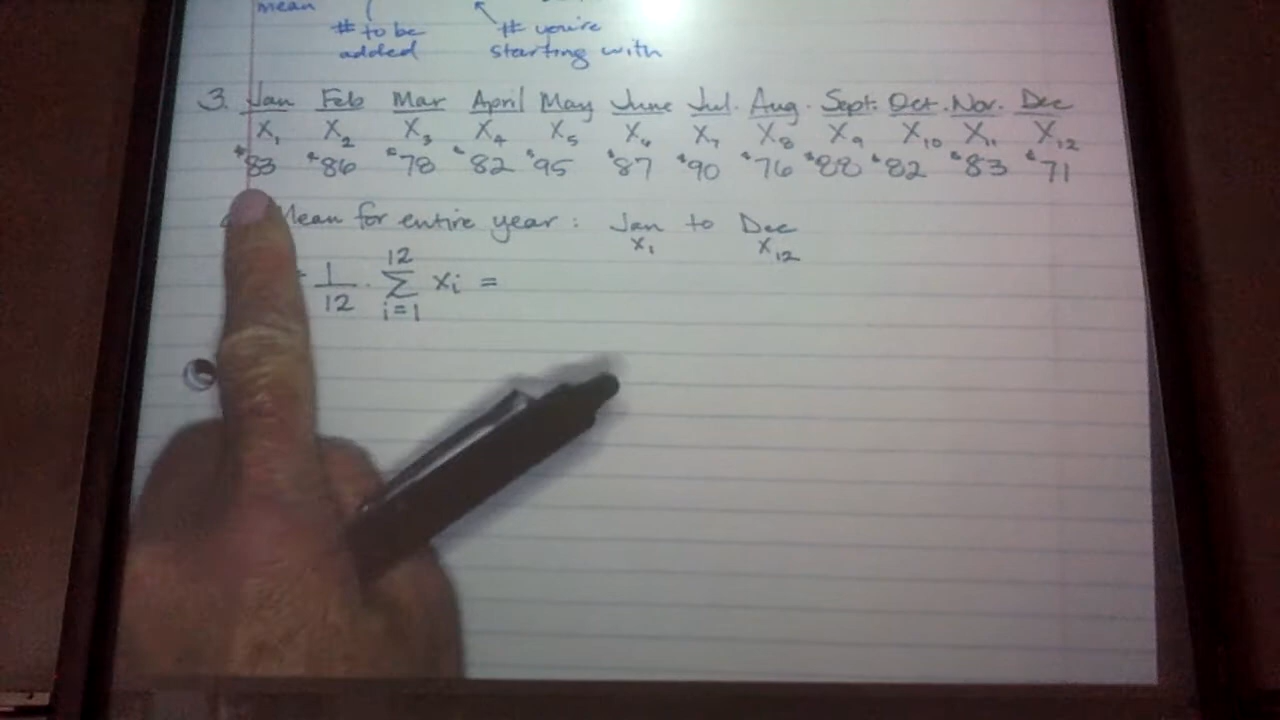 mean
# to be # you're
added starting with
3. Jan Feb Mar April May June Jul. Aug. Sept. Oct. Nov. Dec
X₁ X₂ X₃ X₄ X₅ X₆ X₇ X₈ X₉ X₁₀ X₁₁ X₁₂
$83 $86 $78 $82 $95 $87 $90 $76 $88 $82 $83 $71
Mean for entire year: Jan to Dec
X₁ X₁₂
12
1/12 · Σ xi =
i=1